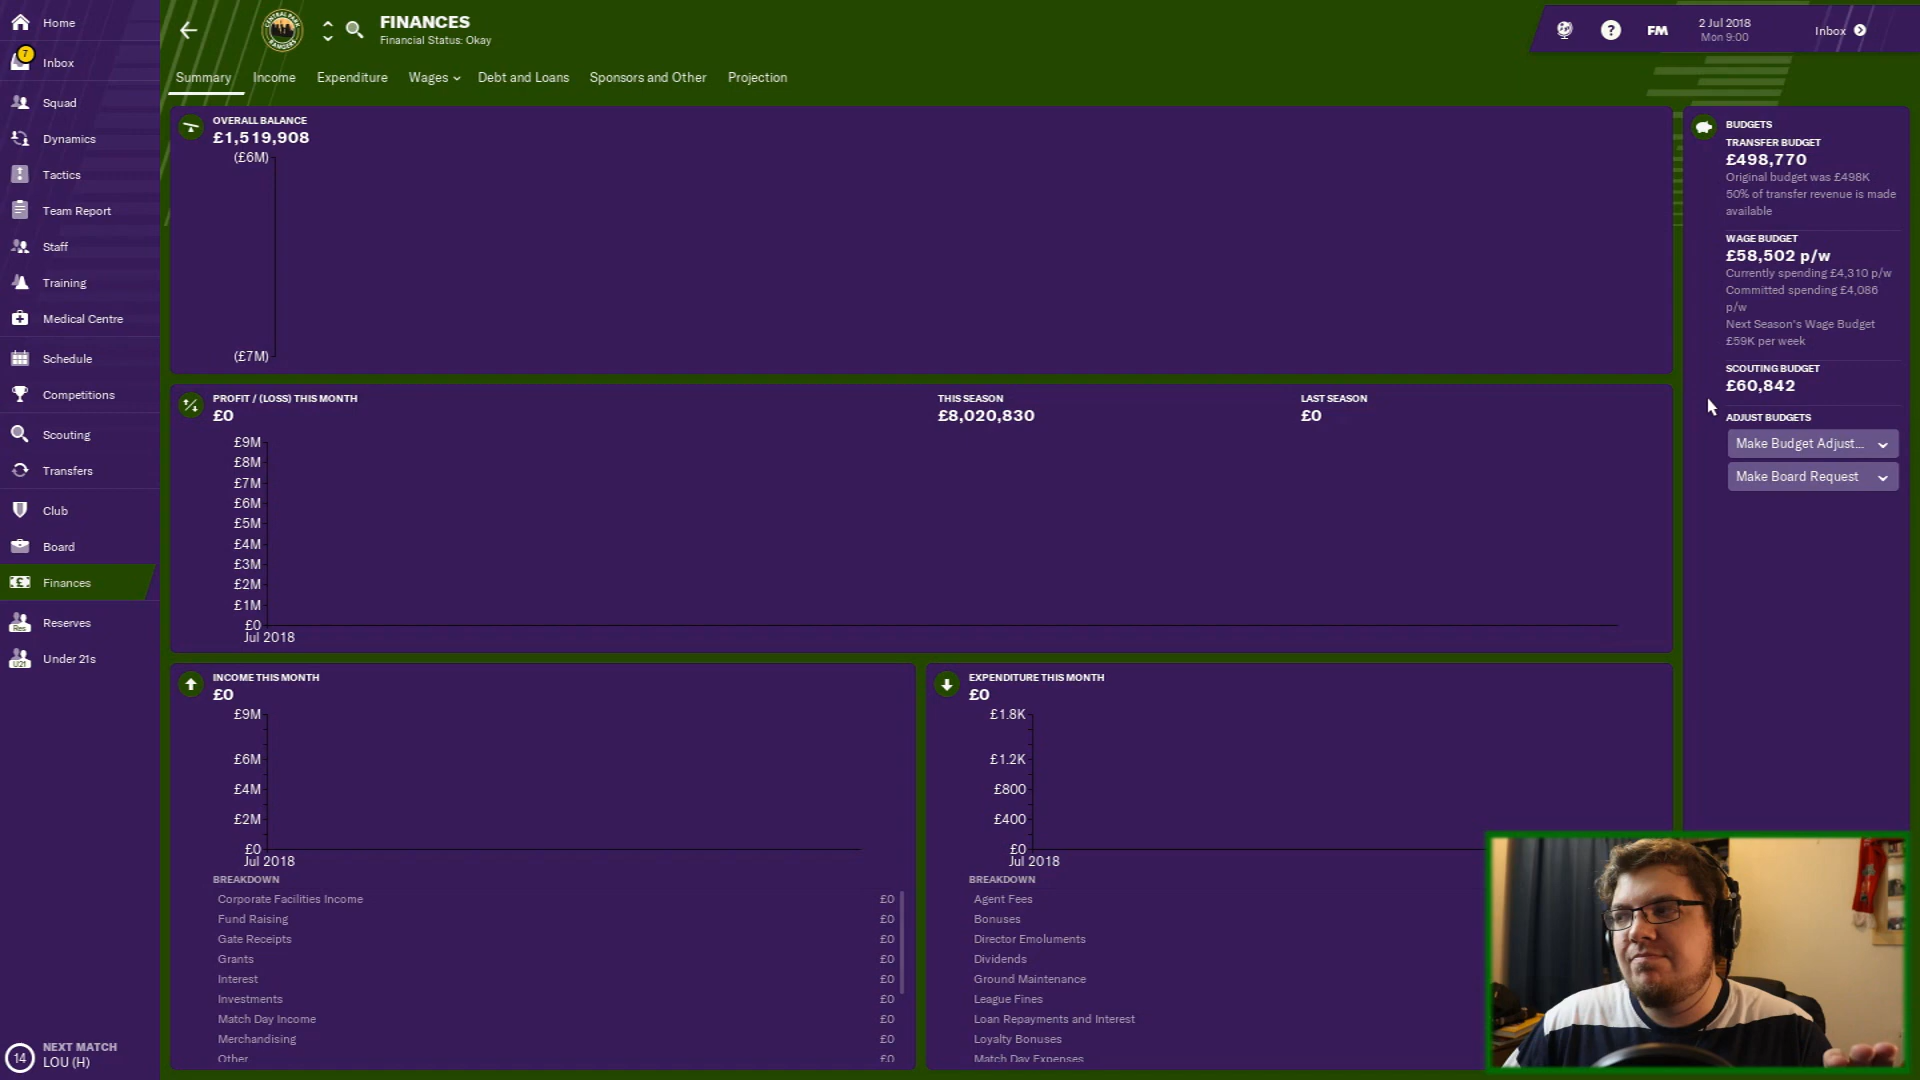 Home
7
Inbox
Squad
Dynamics
Tactics
Team Report
Staff
Training
Medical Centre
Schedule
Competitions
Scouting
Transfers
Club
Board
Finances
Res
Reserves
U21
Under 21s
14
NEXT MATCH
LOU (H)
CENTRAL PARK
RANGERS
FINANCES
Financial Status: Okay
?
FM
2 Jul 2018
Mon 9:00
Inbox
Summary
Income
Expenditure
Wages
Debt and Loans
Sponsors and Other
Projection
OVERALL BALANCE
£1,519,908
(£6M)
(£7M)
PROFIT / (LOSS) THIS MONTH
£0
THIS SEASON
£8,020,830
LAST SEASON
£0
£9M
£8M
£7M
£6M
£5M
£4M
£3M
£2M
£1M
£0
Jul 2018
INCOME THIS MONTH
£0
£9M
£6M
£4M
£2M
£0
Jul 2018
BREAKDOWN
Corporate Facilities Income £0
Fund Raising £0
Gate Receipts £0
Grants £0
Interest £0
Investments £0
Match Day Income £0
Merchandising £0
Other £0
EXPENDITURE THIS MONTH
£0
£1.8K
£1.2K
£800
£400
£0
Jul 2018
BREAKDOWN
Agent Fees
Bonuses
Director Emoluments
Dividends
Ground Maintenance
League Fines
Loan Repayments and Interest
Loyalty Bonuses
Match Day Expenses
BUDGETS
TRANSFER BUDGET
£498,770
Original budget was £498K
50% of transfer revenue is made
available
WAGE BUDGET
£58,502 p/w
Currently spending £4,310 p/w
Committed spending £4,086
p/w
Next Season's Wage Budget
£59K per week
SCOUTING BUDGET
£60,842
ADJUST BUDGETS
Make Budget Adjust...
Make Board Request